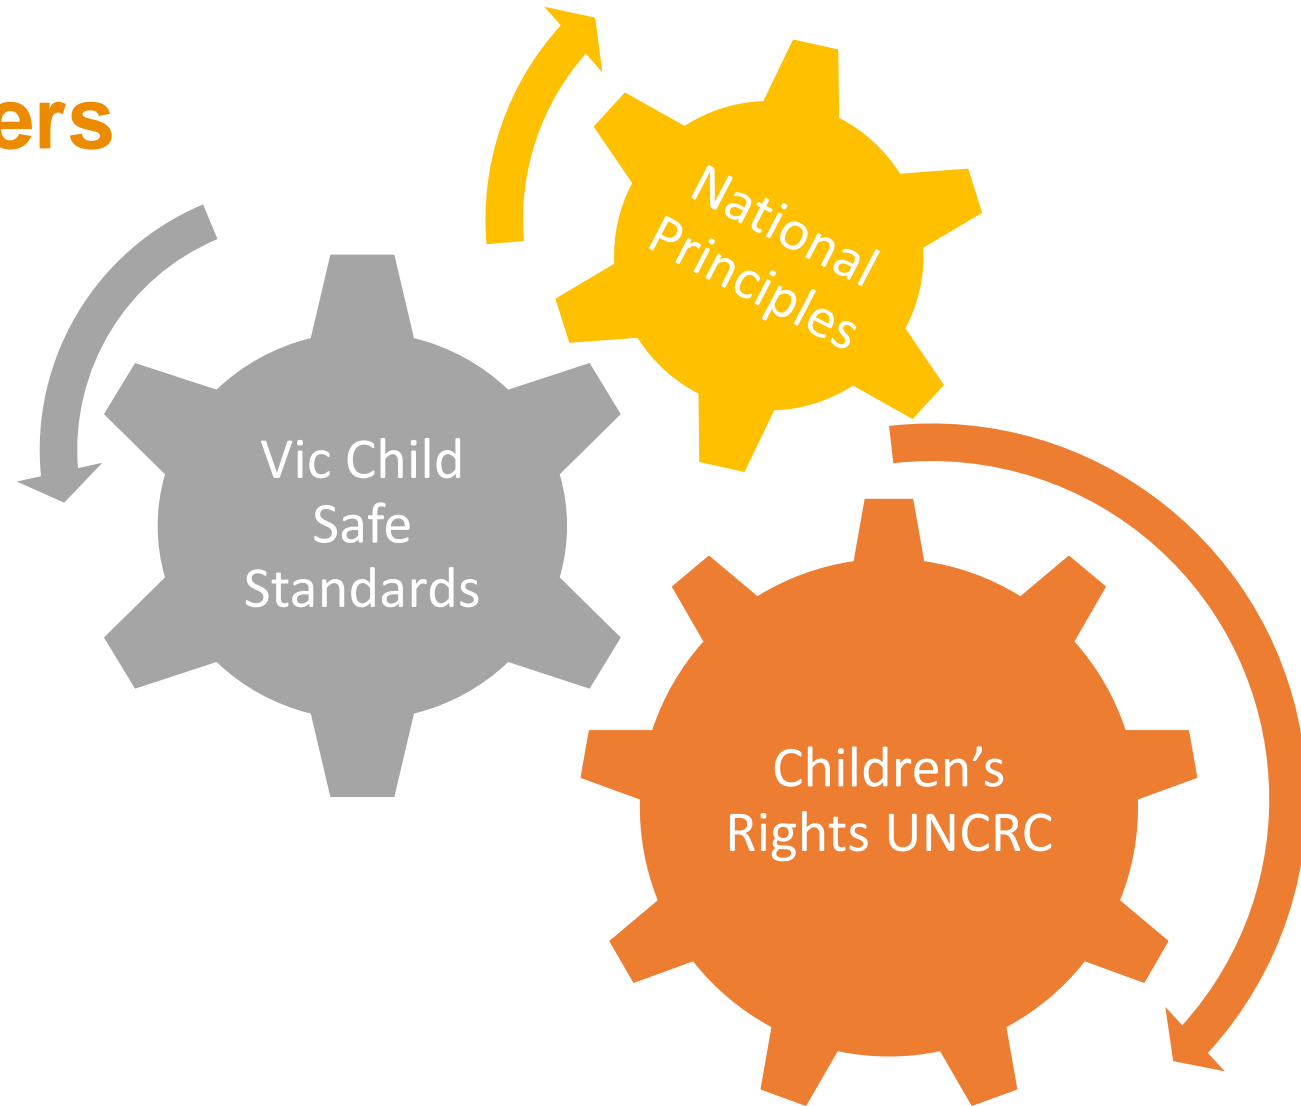 ers
National
Principles
Vic Child
Safe
Standards
Children’s
Rights UNCRC